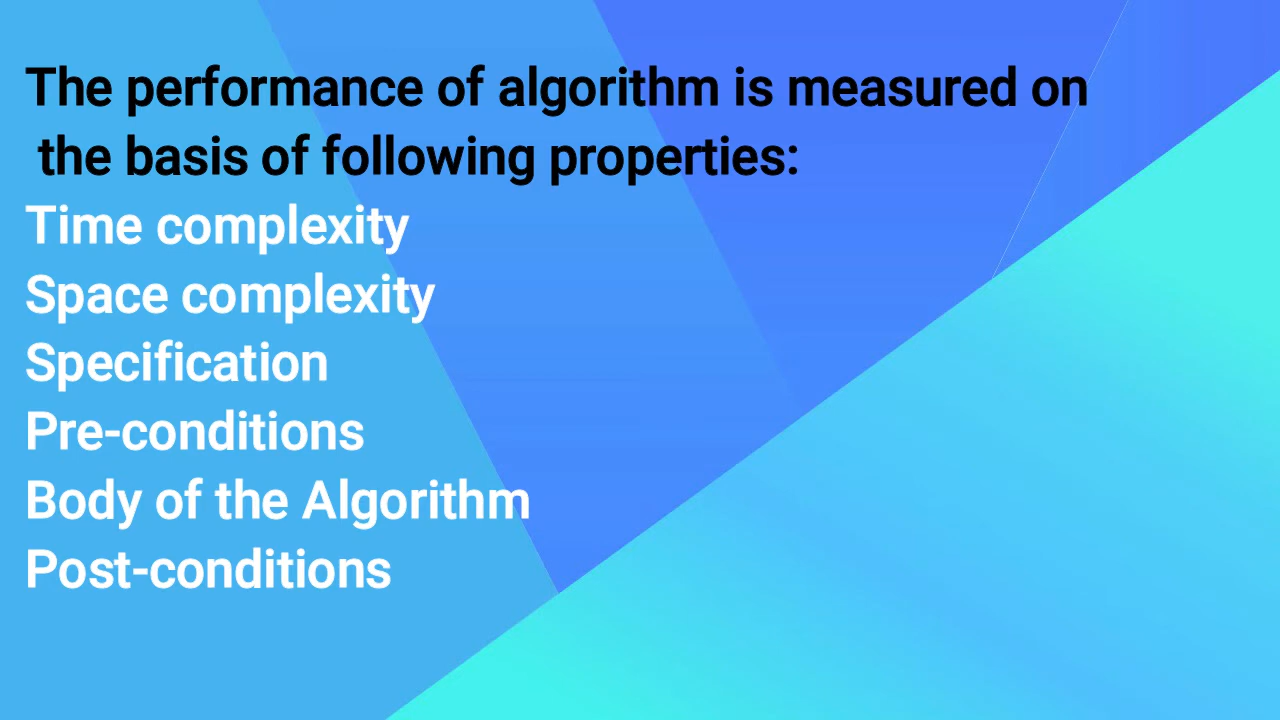 The performance of algorithm is measured on
the basis of following properties:
Time complexity
Space complexity
Specification
Pre-conditions
Body of the Algorithm
Post-conditions